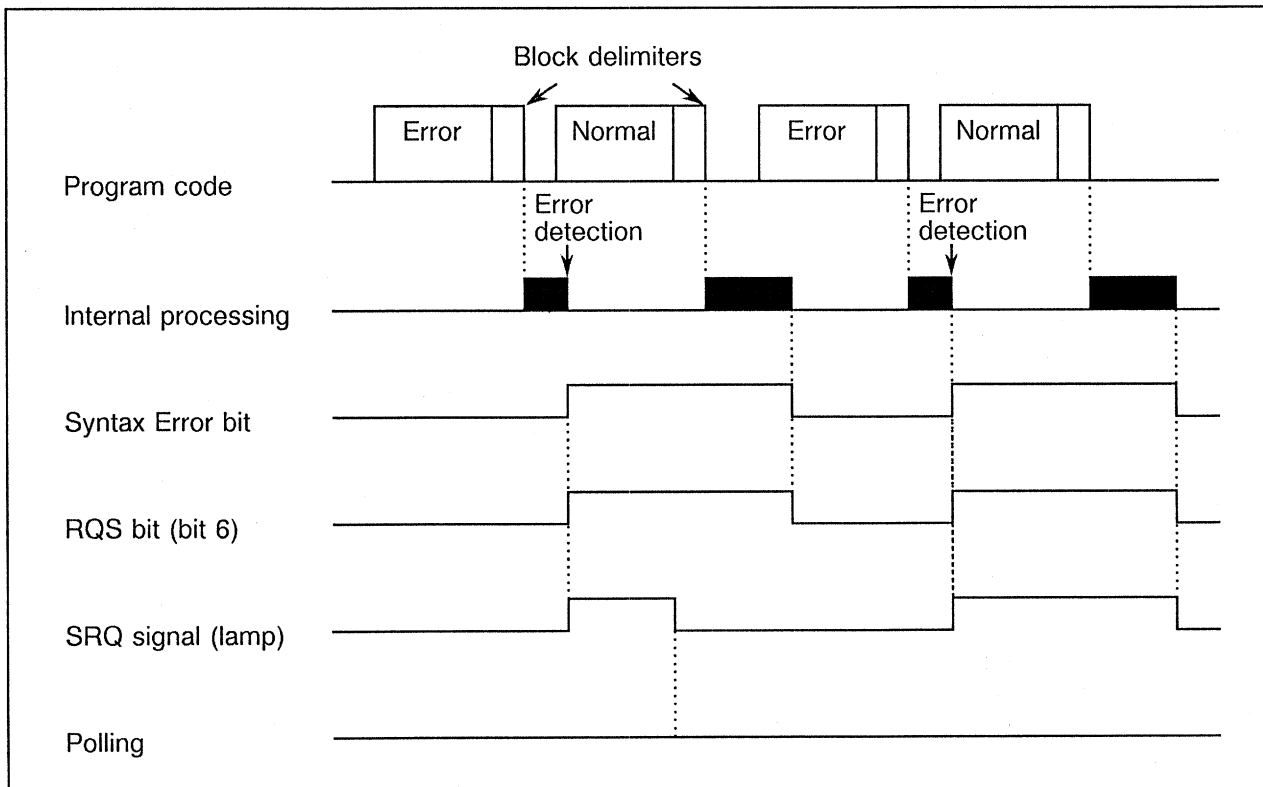 Block delimiters
Error
Normal
Error
Normal
Program code
Error
detection
Error
detection
Internal processing
Syntax Error bit
RQS bit (bit 6)
SRQ signal (lamp)
Polling